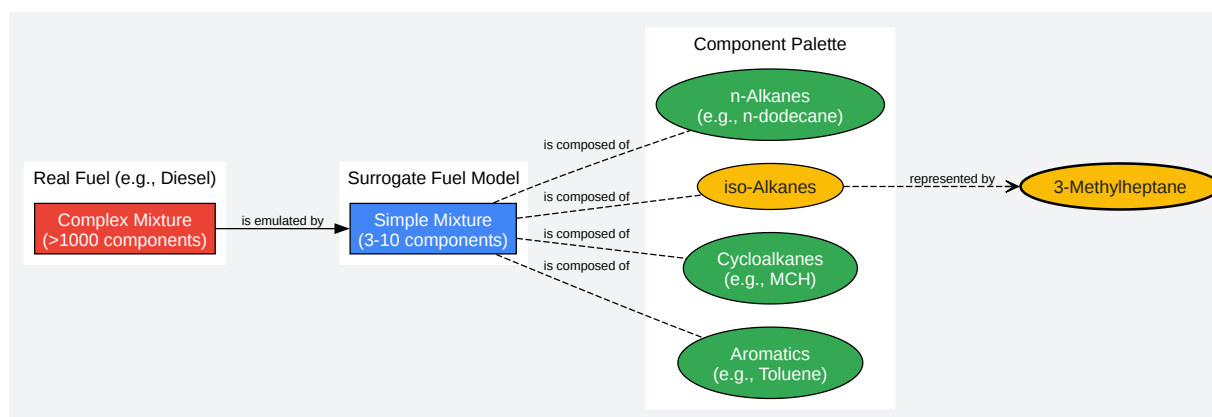 Component Palette
n-Alkanes
(e.g., n-dodecane)
is composed of
Real Fuel (e.g., Diesel)
Surrogate Fuel Model
is composed of
iso-Alkanes
represented by
3-Methylheptane
Complex Mixture
(>1000 components)
is emulated by
Simple Mixture
(3-10 components)
is composed of
Cycloalkanes
(e.g., MCH)
is composed of
Aromatics
(e.g., Toluene)